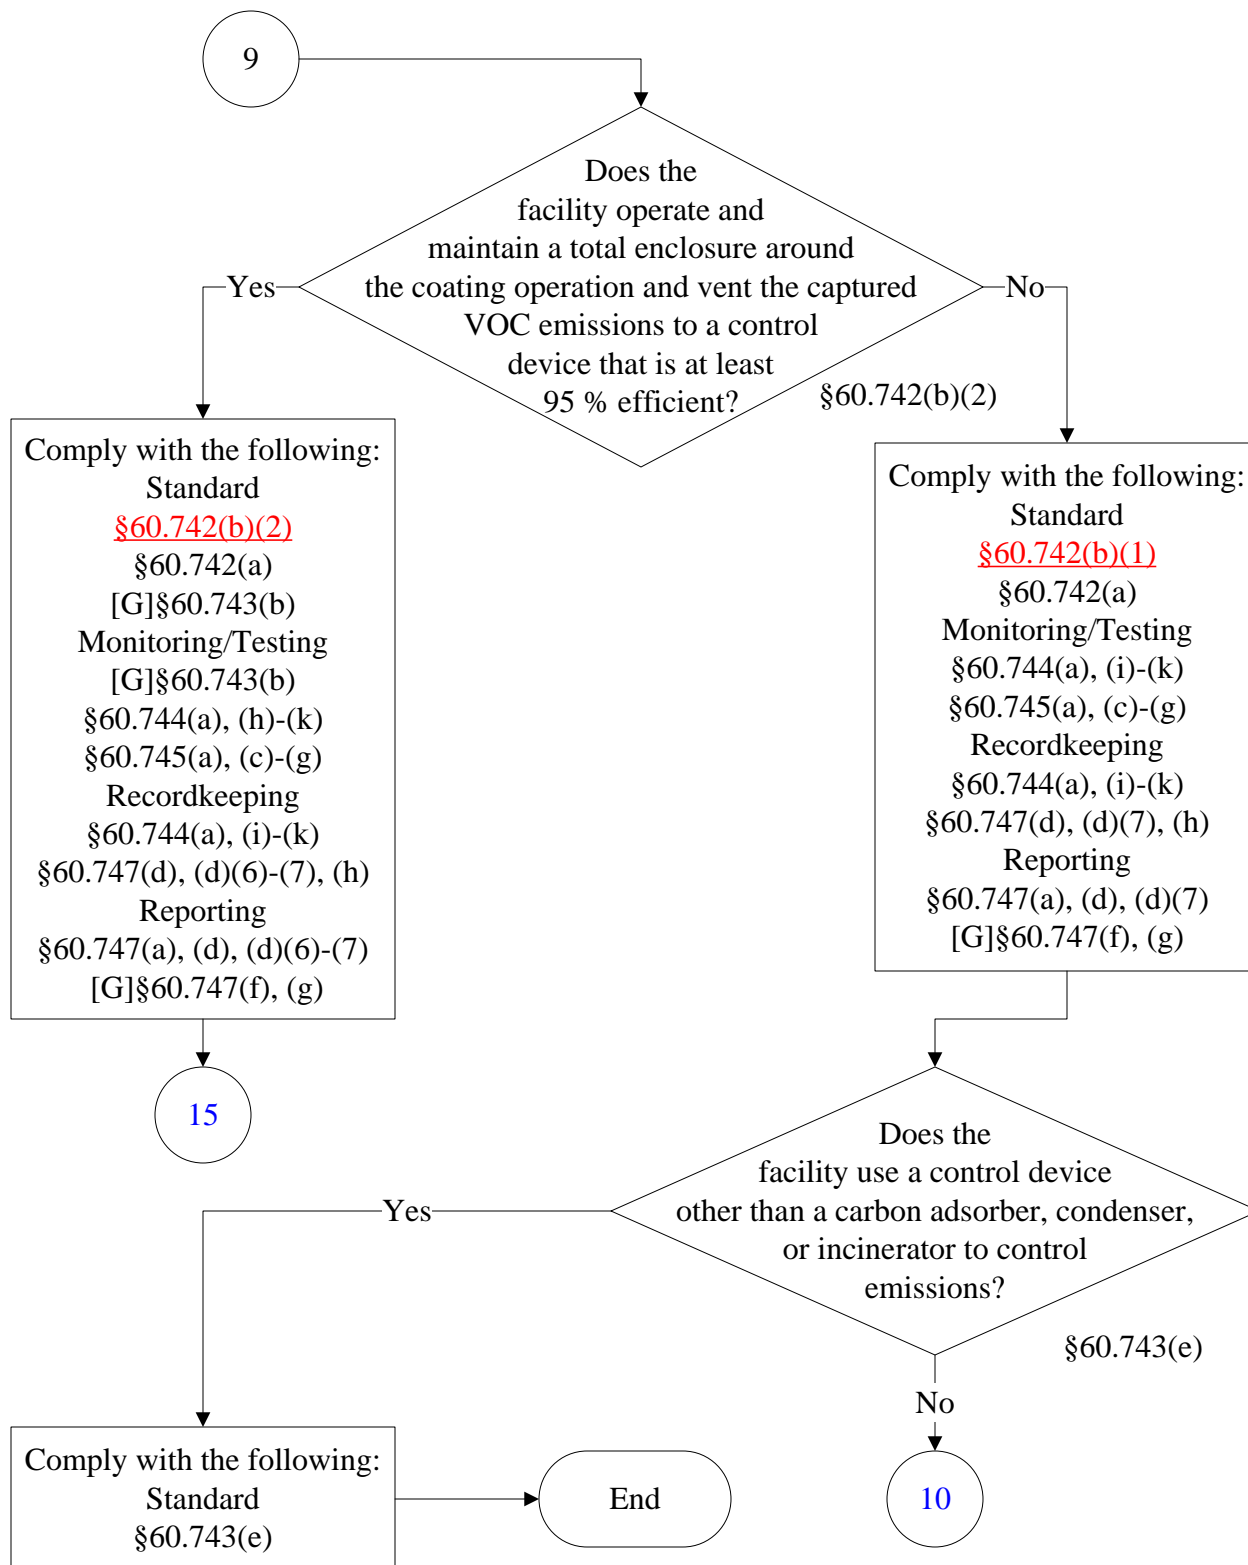 9
Does the
facility operate and
maintain a total enclosure around
the coating operation and vent the captured
VOC emissions to a control
device that is at least
95 % efficient?
§60.742(b)(2)
Yes
No
Comply with the following:
Standard
§60.742(b)(2)
§60.742(a)
[G]§60.743(b)
Monitoring/Testing
[G]§60.743(b)
§60.744(a), (h)-(k)
§60.745(a), (c)-(g)
Recordkeeping
§60.744(a), (i)-(k)
§60.747(d), (d)(6)-(7), (h)
Reporting
§60.747(a), (d), (d)(6)-(7)
[G]§60.747(f), (g)
15
Comply with the following:
Standard
§60.742(b)(1)
§60.742(a)
Monitoring/Testing
§60.744(a), (i)-(k)
§60.745(a), (c)-(g)
Recordkeeping
§60.744(a), (i)-(k)
§60.747(d), (d)(7), (h)
Reporting
§60.747(a), (d), (d)(7)
[G]§60.747(f), (g)
Does the
facility use a control device
other than a carbon adsorber, condenser,
or incinerator to control
emissions?
§60.743(e)
Yes
No
Comply with the following:
Standard
§60.743(e)
End
10